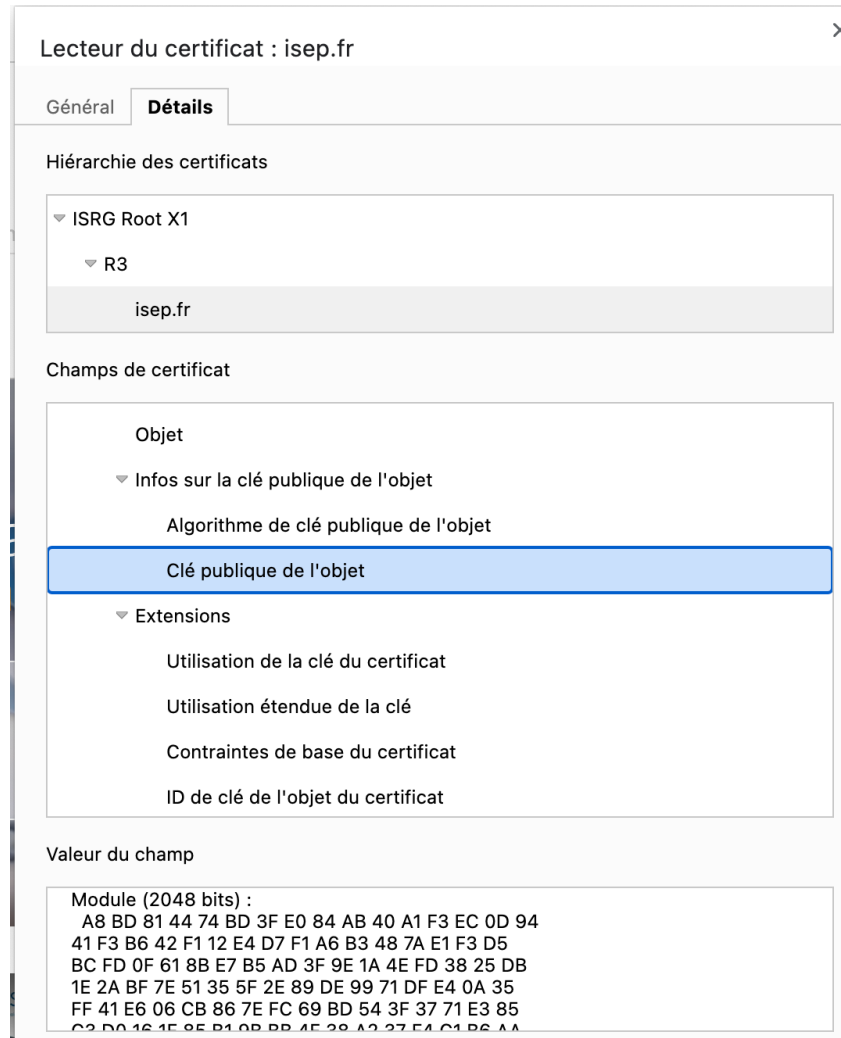 Lecteur du certificat : isep.fr
Général
Détails
Hiérarchie des certificats
ISRG Root X1
R3
isep.fr
Champs de certificat
Objet
Infos sur la clé publique de l'objet
Algorithme de clé publique de l'objet
Clé publique de l'objet
Extensions
Utilisation de la clé du certificat
Utilisation étendue de la clé
Contraintes de base du certificat
ID de clé de l'objet du certificat
Valeur du champ
Module (2048 bits) :
A8 BD 81 44 74 BD 3F E0 84 AB 40 A1 F3 EC 0D 94
41 F3 B6 42 F1 12 E4 D7 F1 A6 B3 48 7A E1 F3 D5
BC FD 0F 61 8B E7 B5 AD 3F 9E 1A 4E FD 38 25 DB
1E 2A BF 7E 51 35 5F 2E 89 DE 99 71 DF E4 0A 35
FF 41 E6 06 CB 86 7E FC 69 BD 54 3F 37 71 E3 85